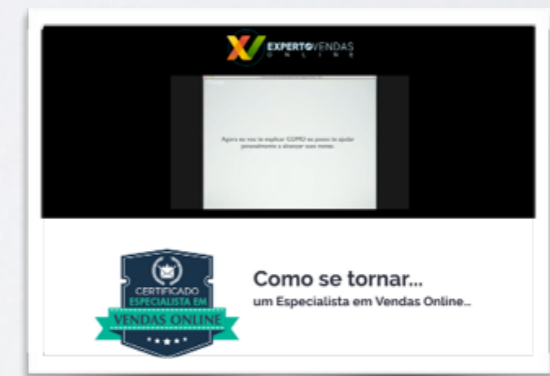 EXPERTOVENDAS
ONLINE
Agora eu vou te explicar COMO eu posso te ajudar
pessoalmente a alcançar suas metas.
CERTIFICADO
ESPECIALISTA EM
VENDAS ONLINE
Como se tornar...
um Especialista em Vendas Online...